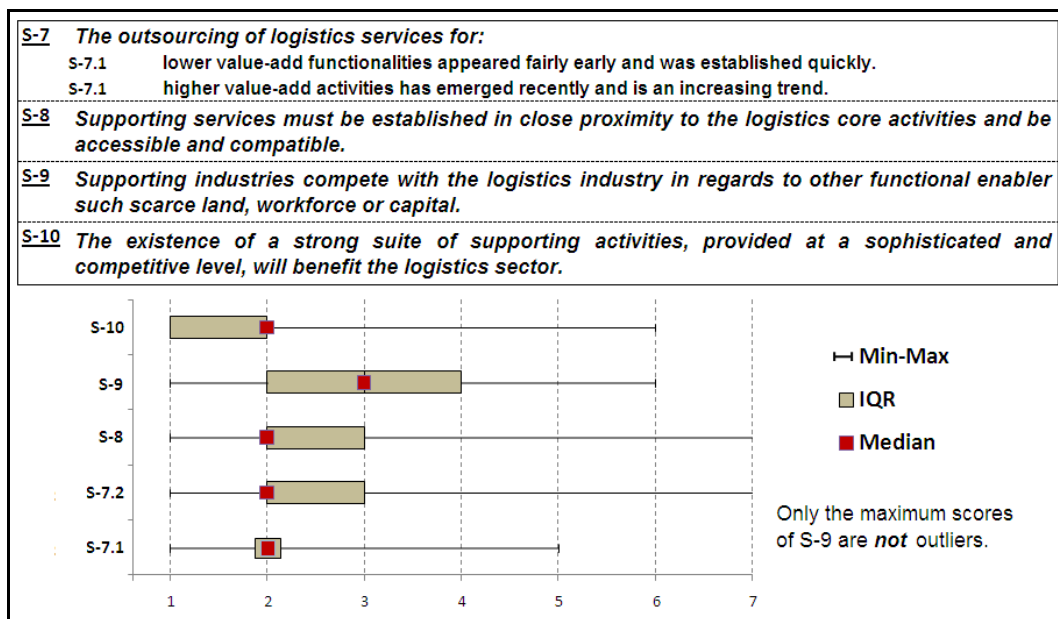 S-7 The outsourcing of logistics services for:
S-7.1 lower value-add functionalities appeared fairly early and was established quickly.
S-7.1 higher value-add activities has emerged recently and is an increasing trend.
S-8 Supporting services must be established in close proximity to the logistics core activities and be
accessible and compatible.
S-9 Supporting industries compete with the logistics industry in regards to other functional enabler
such scarce land, workforce or capital.
S-10 The existence of a strong suite of supporting activities, provided at a sophisticated and
competitive level, will benefit the logistics sector.
S-10
S-9
S-8
S-7.2
S-7.1
1 2 3 4 5 6 7
Min-Max
IQR
Median
Only the maximum scores
of S-9 are not outliers.